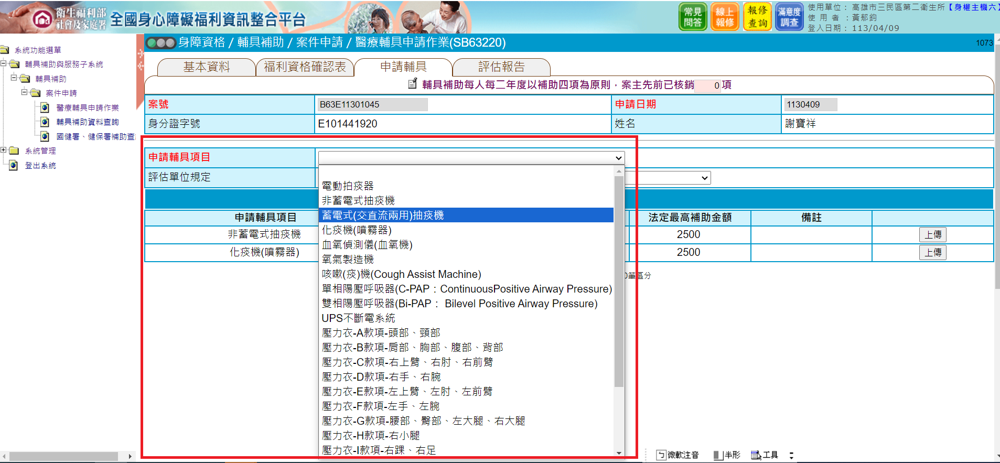 衛生福利部
社會及家庭署
全國身心障礙福利資訊整合平台
常見
問答
線上
報修
報修
查詢
滿意度
調查
使用單位： 高雄市三民區第二衛生所【身權主機六】
使 用 者 ：黃郁鈞
登入日期： 113/04/09
系統功能選單
輔具補助與服務子系統
輔具補助
案件申請
醫療輔具申請作業
輔具補助資料查詢
國健署、健保署補助查
系統管理
登出系統
身障資格 / 輔具補助 / 案件申請 / 醫療輔具申請作業(SB63220)
1073
基本資料
福利資格確認表
申請輔具
評估報告
輔具補助每人每二年度以補助四項為原則，案主先前已核銷 0項
案號 B63E11301045 申請日期 1130409
身分證字號 E101441920 姓名 謝寶祥
申請輔具項目
評估單位規定
電動拍痰器
非蓄電式抽痰機
蓄電式(交直流兩用)抽痰機
化痰機(噴霧器)
血氧偵測儀(血氧機)
氧氣製造機
咳嗽(痰)機(Cough Assist Machine)
單相陽壓呼吸器(C-PAP：ContinuousPositive Airway Pressure)
雙相陽壓呼吸器(Bi-PAP： Bilevel Positive Airway Pressure)
UPS不斷電系統
壓力衣-A款項-頭部、頸部
壓力衣-B款項-肩部、胸部、腹部、背部
壓力衣-C款項-右上臂、右肘、右前臂
壓力衣-D款項-右手、右腕
壓力衣-E款項-左上臂、左肘、左前臂
壓力衣-F款項-左手、左腕
壓力衣-G款項-腰部、臀部、左大腿、右大腿
壓力衣-H款項-右小腿
壓力衣-I款項-右踝、右足
申請輔具項目 法定最高補助金額 備註
非蓄電式抽痰機 2500 上傳
化痰機(噴霧器) 2500 上傳
0筆區分
微軟注音 半形 工具